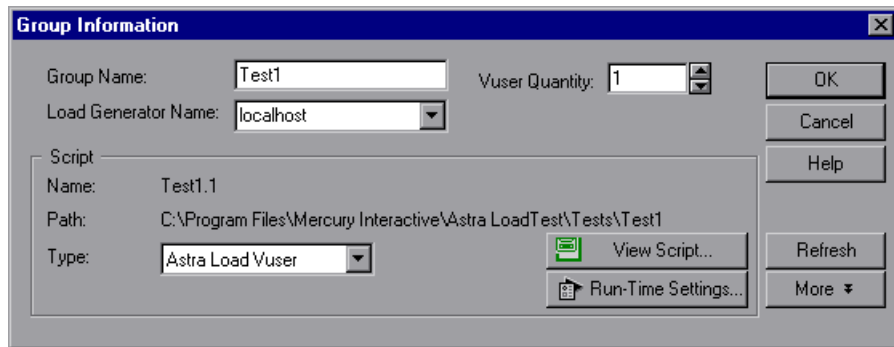 Group Information
Group Name: Test1 Vuser Quantity: 1 OK
Load Generator Name: localhost Cancel
Script Help
Name: Test1.1
Path: C:\Program Files\Mercury Interactive\Astra LoadTest\Tests\Test1
Type: Astra Load Vuser View Script... Refresh
Run-Time Settings... More